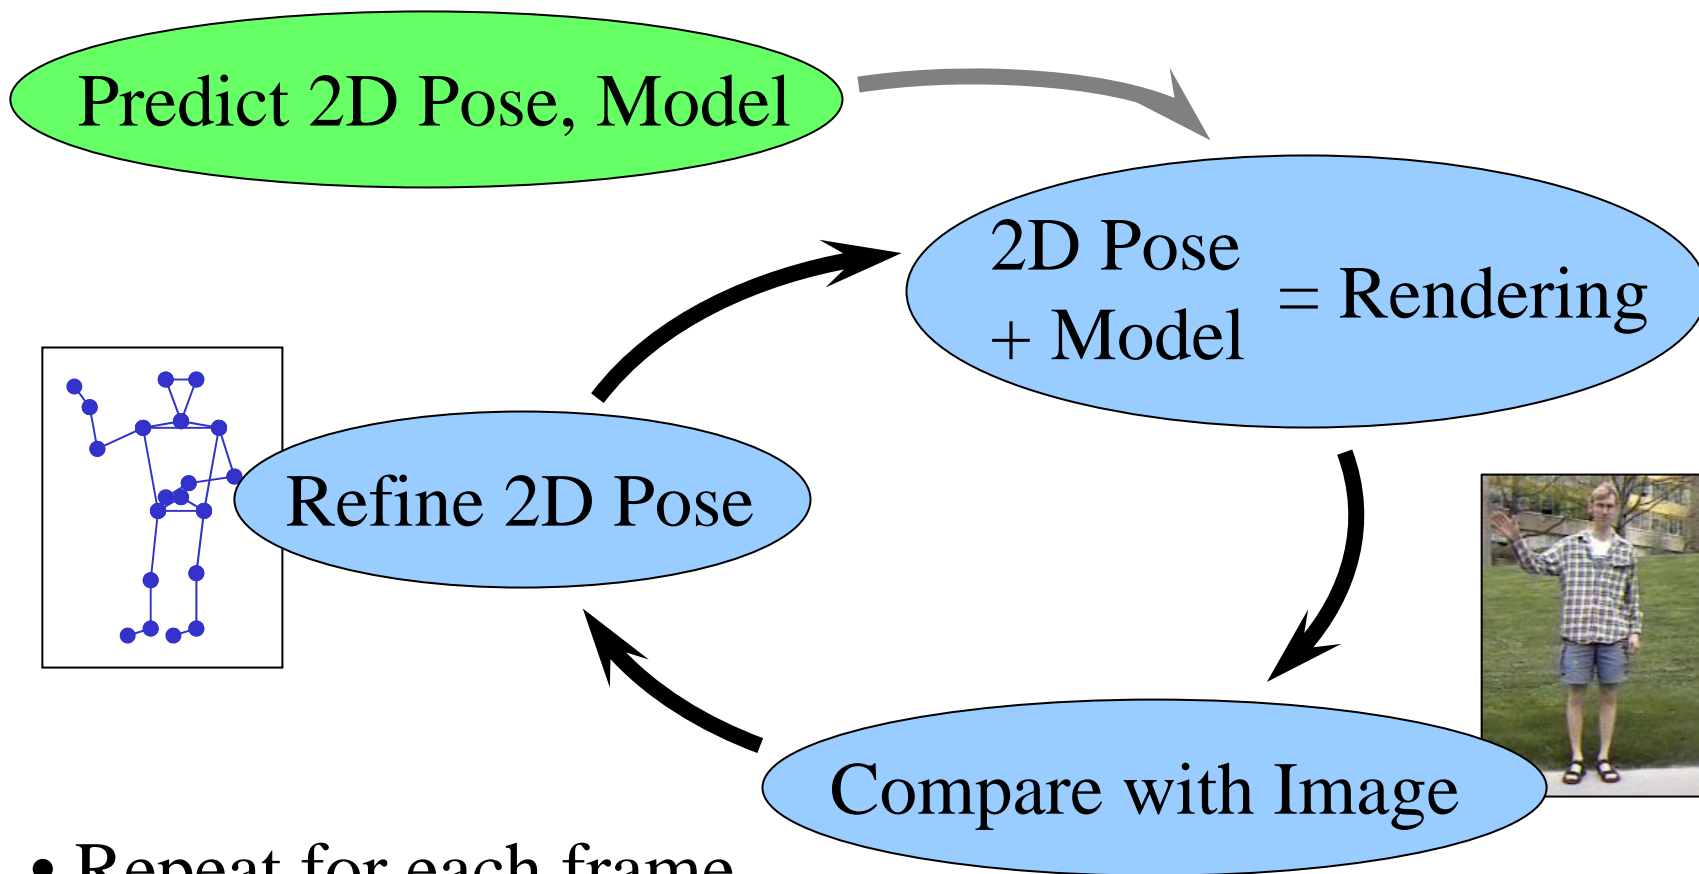 Predict 2D Pose, Model
2D Pose
+ Model
= Rendering
Refine 2D Pose
Compare with Image
• Repeat for each frame